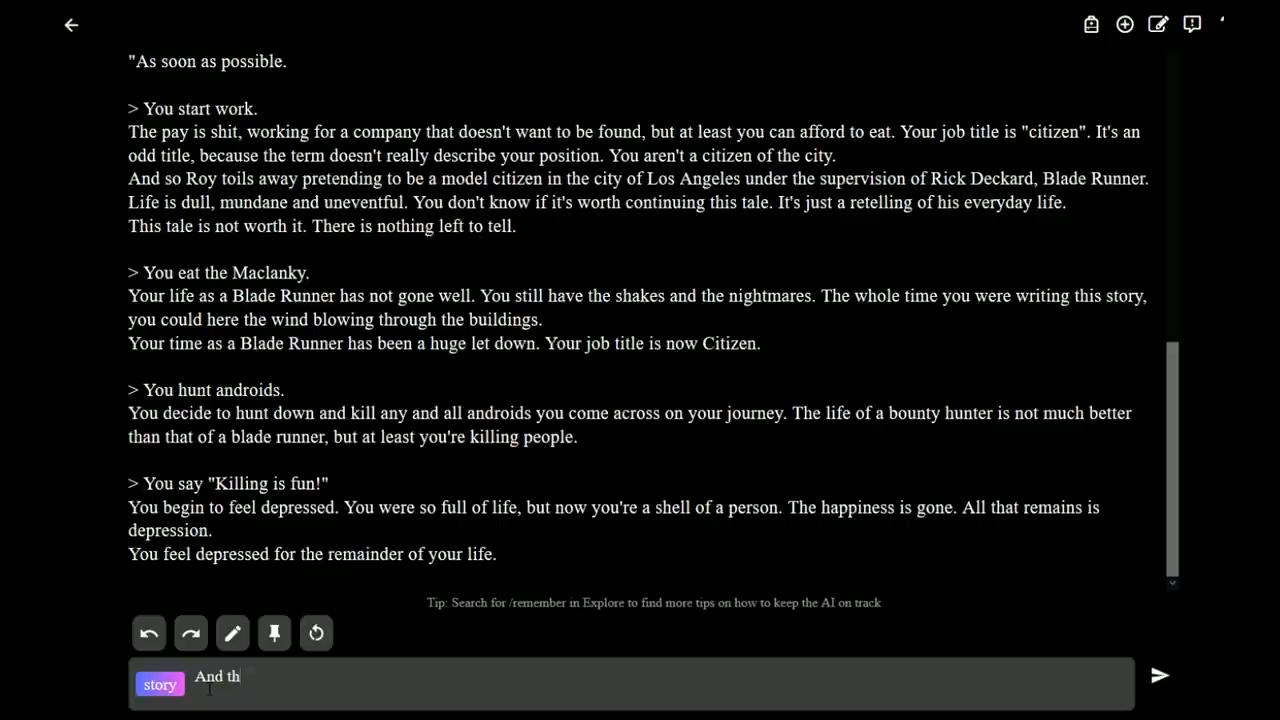 "As soon as possible.
> You start work.
The pay is shit, working for a company that doesn't want to be found, but at least you can afford to eat. Your job title is "citizen". It's an
odd title, because the term doesn't really describe your position. You aren't a citizen of the city.
And so Roy toils away pretending to be a model citizen in the city of Los Angeles under the supervision of Rick Deckard, Blade Runner.
Life is dull, mundane and uneventful. You don't know if it's worth continuing this tale. It's just a retelling of his everyday life.
This tale is not worth it. There is nothing left to tell.
> You eat the Maclanky.
Your life as a Blade Runner has not gone well. You still have the shakes and the nightmares. The whole time you were writing this story,
you could here the wind blowing through the buildings.
Your time as a Blade Runner has been a huge let down. Your job title is now Citizen.
> You hunt androids.
You decide to hunt down and kill any and all androids you come across on your journey. The life of a bounty hunter is not much better
than that of a blade runner, but at least you're killing people.
> You say "Killing is fun!"
You begin to feel depressed. You were so full of life, but now you're a shell of a person. The happiness is gone. All that remains is
depression.
You feel depressed for the remainder of your life.
Tip: Search for /remember in Explore to find more tips on how to keep the AI on track
story And th